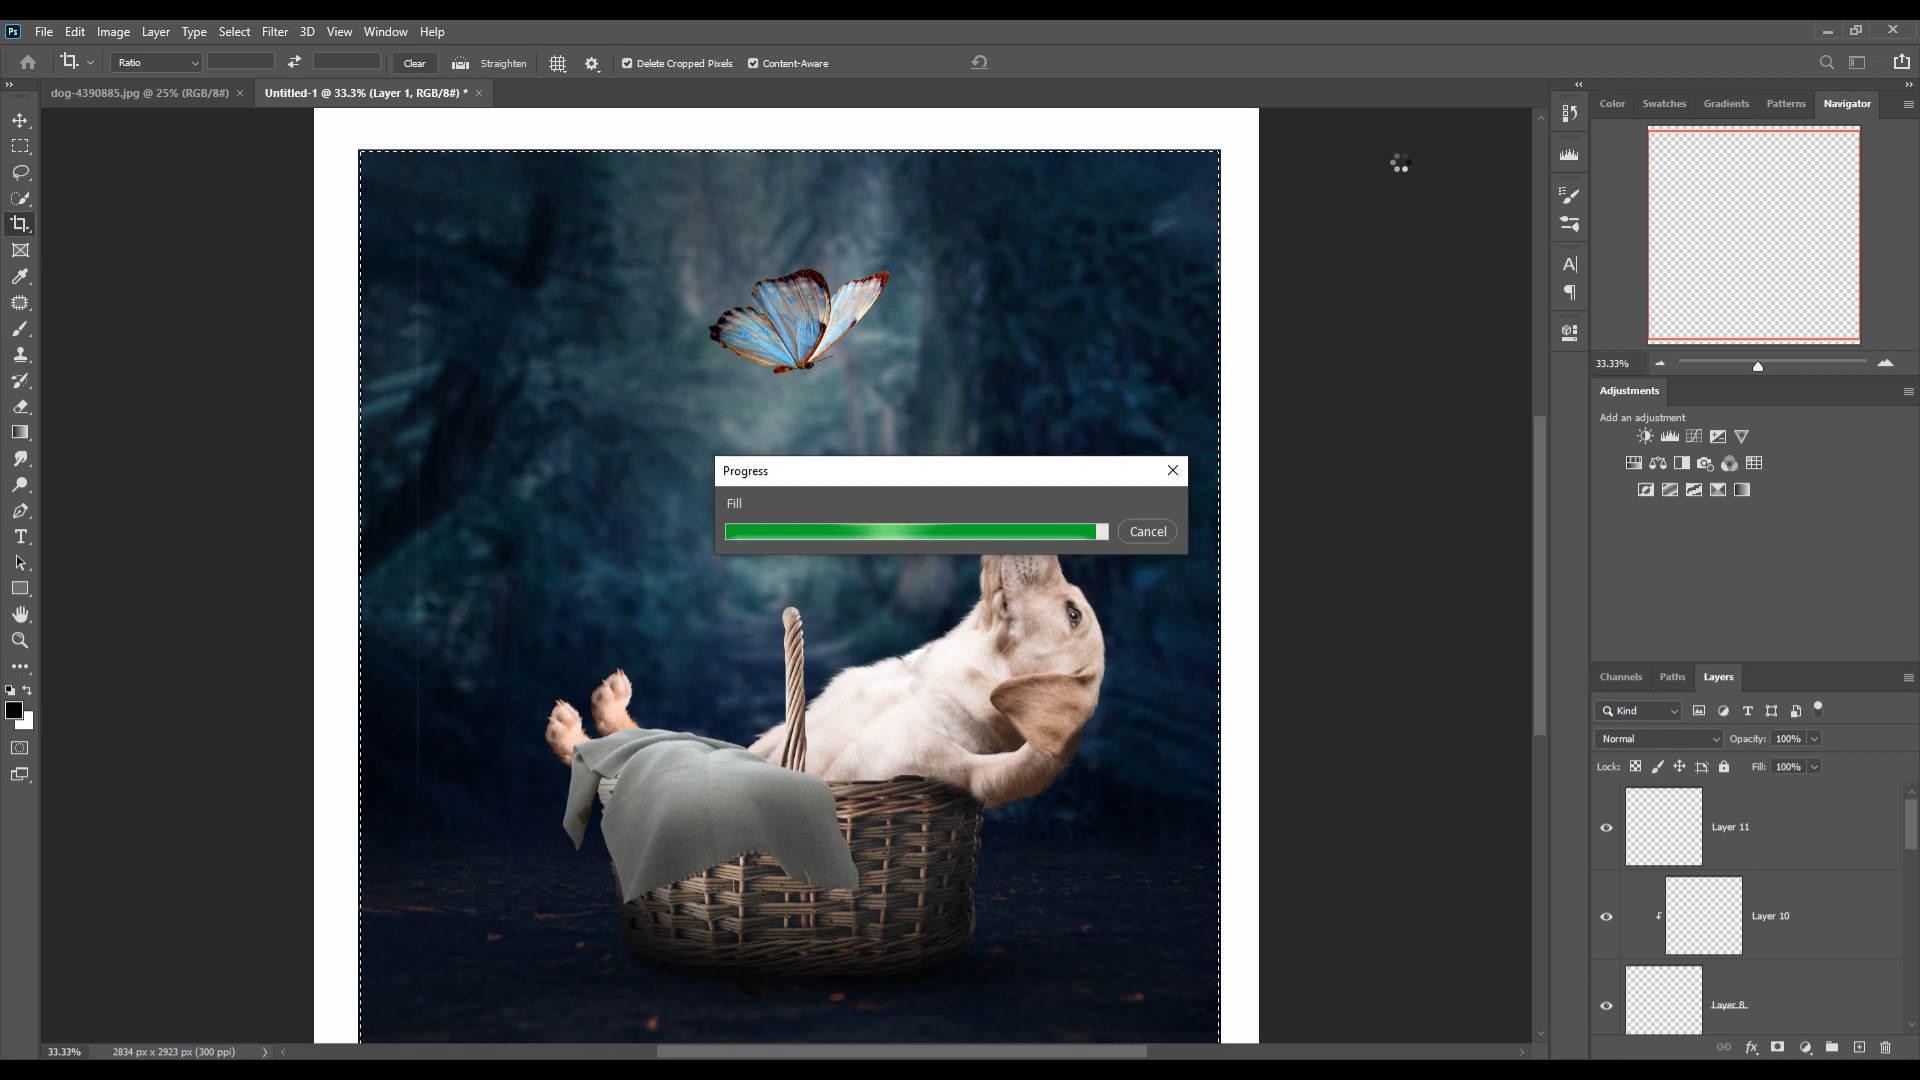 Ps File Edit Image Layer Type Select Filter 3D View Window Help
Ratio Clear Straighten Delete Cropped Pixels Content-Aware
dog-4390885.jpg @ 25% (RGB/8#) × Untitled-1 @ 33.3% (Layer 1, RGB/8#) * ×
Color Swatches Gradients Patterns Navigator
33.33%
Adjustments
Add an adjustment
Progress
Fill
Cancel
Channels Paths Layers
Kind
Normal Opacity: 100%
Lock: Fill: 100%
Layer 11
Layer 10
Layer 8
33.33% 2834 px x 2923 px (300 ppi)